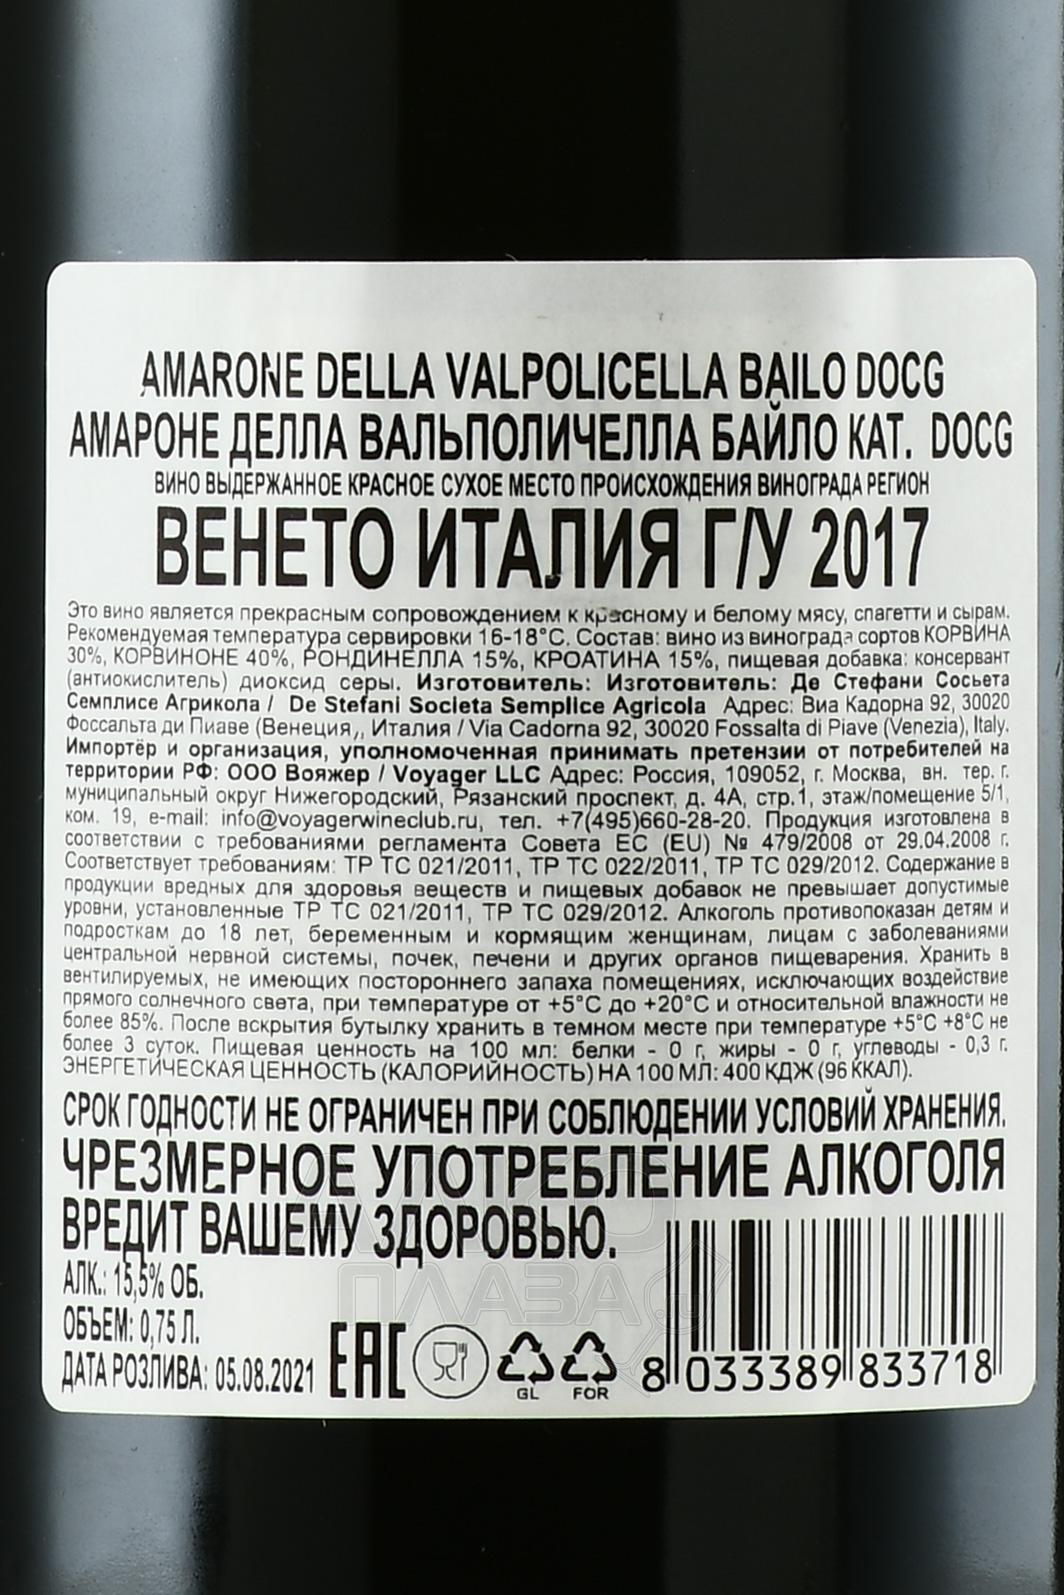 AMARONE DELLA VALPOLICELLA BAILO DOCG
АМАРОНЕ ДЕЛЛА ВАЛЬПОЛИЧЕЛЛА БАЙЛО КАТ. DOCG
ВИНО ВЫДЕРЖАННОЕ КРАСНОЕ СУХОЕ МЕСТО ПРОИСХОЖДЕНИЯ ВИНОГРАДА РЕГИОН
ВЕНЕТО ИТАЛИЯ Г/У 2017
Это вино является прекрасным сопровождением к красному и белому мясу, спагетти и сырам.
Рекомендуемая температура сервировки 16-18°С. Состав: вино из винограда сортов КОРВИНА
30%, КОРВИНОНЕ 40%, РОНДИНЕЛЛА 15%, КРОАТИНА 15%, пищевая добавка: консервант
(антиокислитель) диоксид серы. Изготовитель: Изготовитель: Де Стефани Сосьета
Семплисе Агрикола / De Stefani Societa Semplice Agricola Адрес: Виа Кадорна 92, 30020
Фоссальта ди Пиаве (Венеция,, Италия / Via Cadorna 92, 30020 Fossalta di Piave (Venezia), Italy.
Импортёр и организация, уполномоченная принимать претензии от потребителей на
территории РФ: ООО Вояжер / Voyager LLC Адрес: Россия, 109052, г. Москва, вн. тер. г.
муниципальный округ Нижегородский, Рязанский проспект, д. 4А, стр.1, этаж/помещение 5/1,
ком. 19, e-mail: info@voyagerwineclub.ru, тел. +7(495)660-28-20. Продукция изготовлена в
соответствии с требованиями регламента Совета ЕС (EU) № 479/2008 от 29.04.2008 г.
Соответствует требованиям: ТР ТС 021/2011, ТР ТС 022/2011, ТР ТС 029/2012. Содержание в
продукции вредных для здоровья веществ и пищевых добавок не превышает допустимые
уровни, установленные ТР ТС 021/2011, ТР ТС 029/2012. Алкоголь противопоказан детям и
подросткам до 18 лет, беременным и кормящим женщинам, лицам с заболеваниями
центральной нервной системы, почек, печени и других органов пищеварения. Хранить в
вентилируемых, не имеющих постороннего запаха помещениях, исключающих воздействие
прямого солнечного света, при температуре от +5°С до +20°С и относительной влажности не
более 85%. После вскрытия бутылку хранить в темном месте при температуре +5°С +8°С не
более 3 суток. Пищевая ценность на 100 мл: белки - 0 г, жиры - 0 г, углеводы - 0,3 г.
ЭНЕРГЕТИЧЕСКАЯ ЦЕННОСТЬ (КАЛОРИЙНОСТЬ) НА 100 МЛ: 400 КДЖ (96 ККАЛ).
СРОК ГОДНОСТИ НЕ ОГРАНИЧЕН ПРИ СОБЛЮДЕНИИ УСЛОВИЙ ХРАНЕНИЯ.
ЧРЕЗМЕРНОЕ УПОТРЕБЛЕНИЕ АЛКОГОЛЯ
ВРЕДИТ ВАШЕМУ ЗДОРОВЬЮ.
АЛК.: 15,5% ОБ.
ОБЪЕМ: 0,75 Л.
ДАТА РОЗЛИВА: 05.08.2021
ЕАС
GL
FOR
8 033389 833718
ПЛАЗА.ru